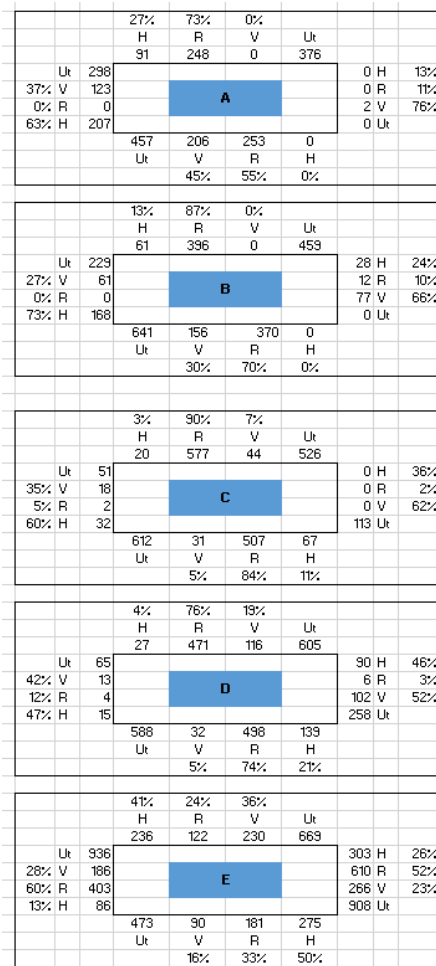 27% 73% 0%
H R V Ut
91 248 0 376
Ut 298 0 H 13%
37% V 123 A 0 R 11%
0% R 0 2 V 76%
63% H 207 0 Ut
457 206 253 0
Ut V R H
45% 55% 0%
13% 87% 0%
H R V Ut
61 396 0 459
Ut 229 28 H 24%
27% V 61 B 12 R 10%
0% R 0 77 V 66%
73% H 168 0 Ut
641 156 370 0
Ut V R H
30% 70% 0%
3% 90% 7%
H R V Ut
20 577 44 526
Ut 51 0 H 36%
35% V 18 C 0 R 2%
5% R 2 0 V 62%
60% H 32 113 Ut
612 31 507 67
Ut V R H
5% 84% 11%
4% 76% 19%
H R V Ut
27 471 116 605
Ut 65 90 H 46%
42% V 13 D 6 R 3%
12% R 4 102 V 52%
47% H 15 258 Ut
588 32 498 139
Ut V R H
5% 74% 21%
41% 24% 36%
H R V Ut
236 122 230 669
Ut 936 303 H 26%
28% V 186 E 610 R 52%
60% R 403 266 V 23%
13% H 86 908 Ut
473 90 181 275
Ut V R H
16% 33% 50%